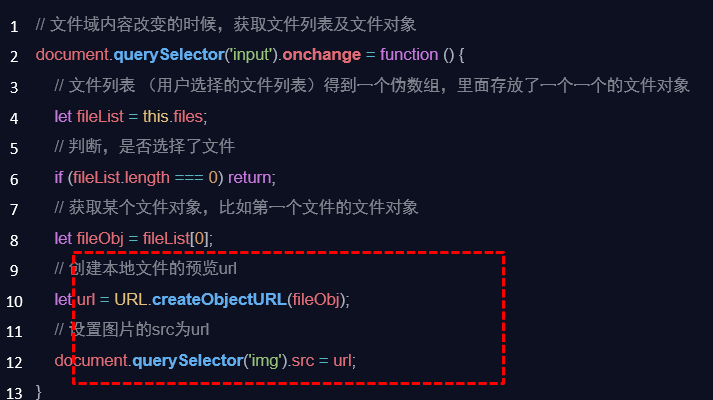 1 // 文件域内容改变的时候，获取文件列表及文件对象
2 document.querySelector('input').onchange = function () {
3 // 文件列表 （用户选择的文件列表）得到一个伪数组，里面存放了一个一个的文件对象
4 let fileList = this.files;
5 // 判断，是否选择了文件
6 if (fileList.length === 0) return;
7 // 获取某个文件对象，比如第一个文件的文件对象
8 let fileObj = fileList[0];
9 // 创建本地文件的预览url
10 let url = URL.createObjectURL(fileObj);
11 // 设置图片的src为url
12 document.querySelector('img').src = url;
13 }